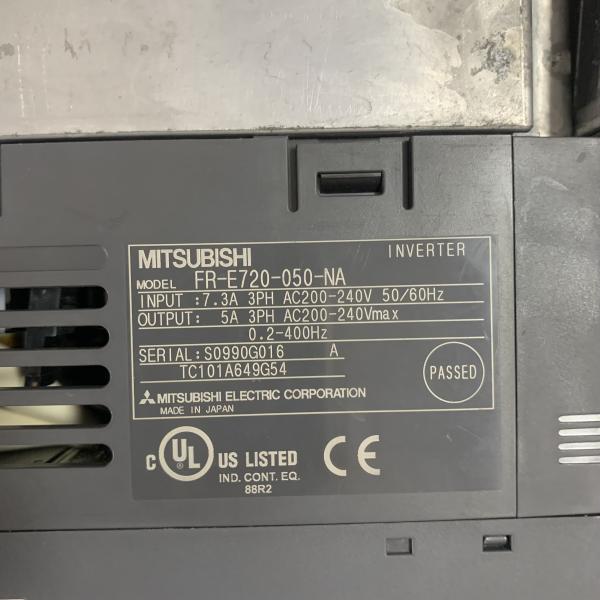 MITSUBISHI INVERTER
MODEL FR-E720-050-NA
INPUT :7.3A 3PH AC200-240V 50/60Hz
OUTPUT: 5A 3PH AC200-240Vmax
0.2-400Hz
SERIAL:S0990G016 A
TC101A649G54
PASSED
MITSUBISHI ELECTRIC CORPORATION
MADE IN JAPAN
C UL US LISTED CE
IND. CONT. EQ.
88R2